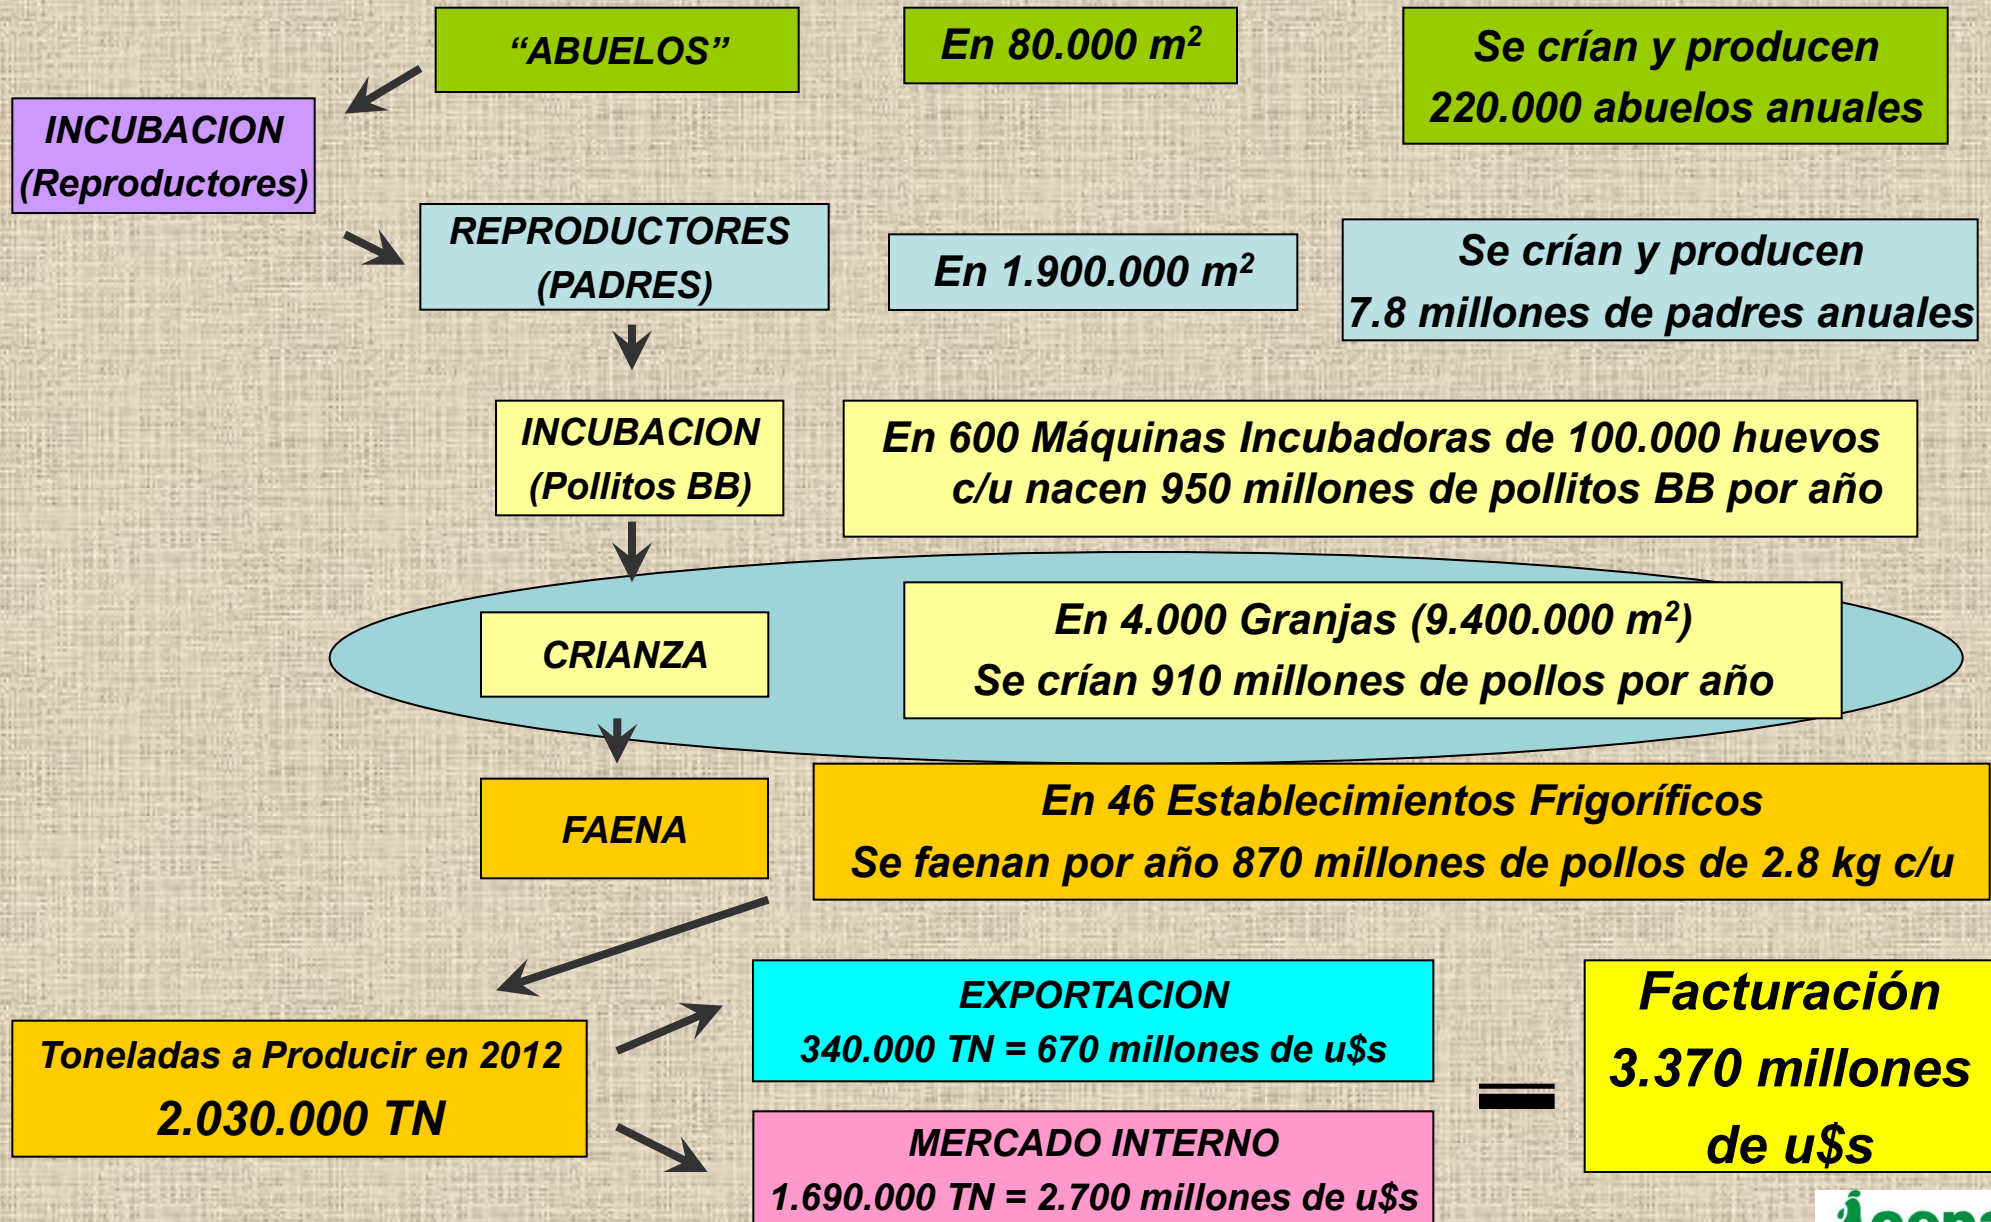 “ABUELOS”
En 80.000 m²
Se crían y producen
220.000 abuelos anuales
INCUBACION
(Reproductores)
REPRODUCTORES
(PADRES)
En 1.900.000 m²
Se crían y producen
7.8 millones de padres anuales
INCUBACION
(Pollitos BB)
En 600 Máquinas Incubadoras de 100.000 huevos
c/u nacen 950 millones de pollitos BB por año
CRIANZA
En 4.000 Granjas (9.400.000 m²)
Se crían 910 millones de pollos por año
FAENA
En 46 Establecimientos Frigoríficos
Se faenan por año 870 millones de pollos de 2.8 kg c/u
Toneladas a Producir en 2012
2.030.000 TN
EXPORTACION
340.000 TN = 670 millones de u$s
MERCADO INTERNO
1.690.000 TN = 2.700 millones de u$s
Facturación
3.370 millones
de u$s